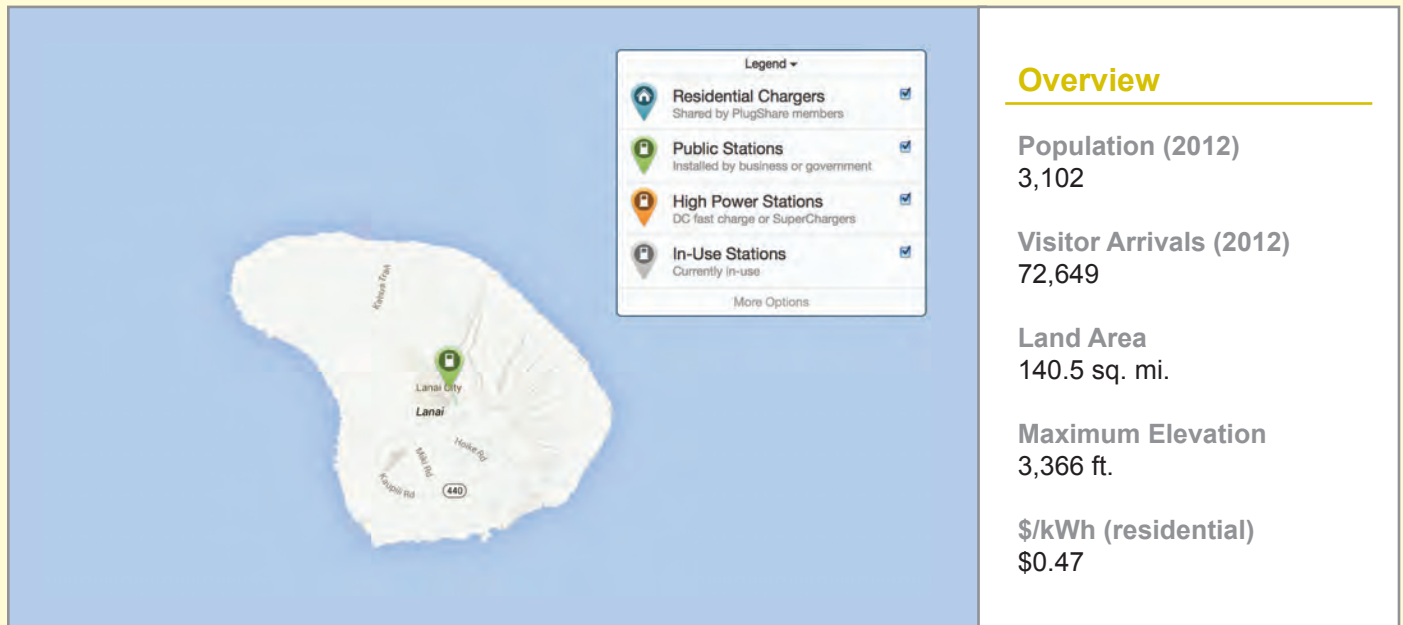 Legend
Residential Chargers
Shared by PlugShare members
Public Stations
Installed by business or government
High Power Stations
DC fast charge or SuperChargers
In-Use Stations
Currently in-use
More Options
Lanai City
Lanai
Hoike Rd
Miki Rd
Kaupili Rd
440
Overview
Population (2012)
3,102
Visitor Arrivals (2012)
72,649
Land Area
140.5 sq. mi.
Maximum Elevation
3,366 ft.
$/kWh (residential)
$0.47